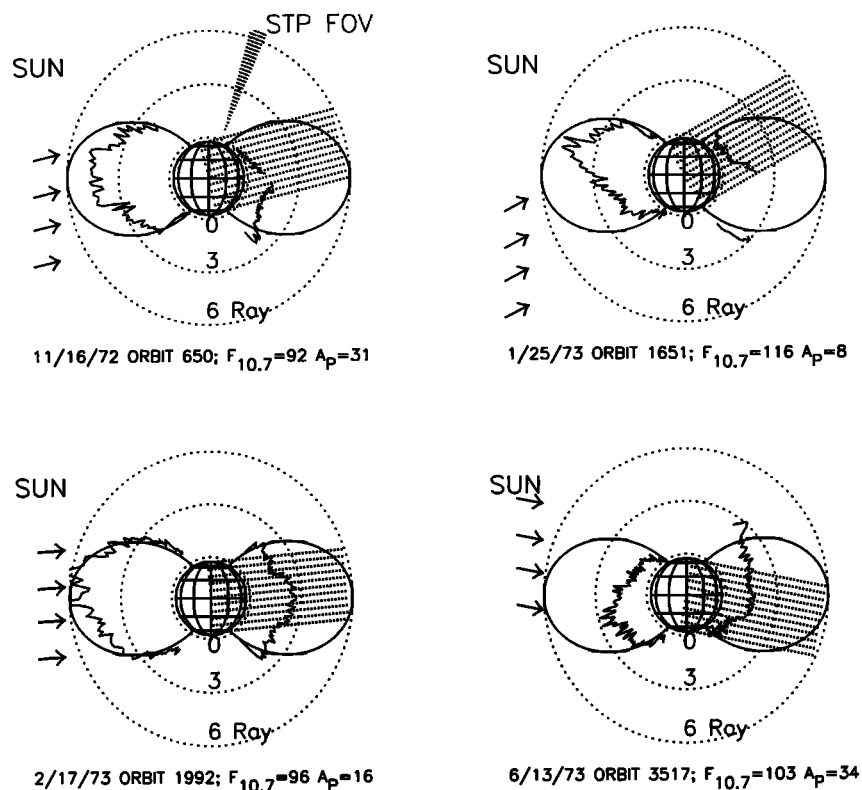 STP FOV
SUN
0
3
6 Ray
11/16/72 ORBIT 650; F10.7=92 AP=31
SUN
0
3
6 Ray
1/25/73 ORBIT 1651; F10.7=116 AP=8
SUN
0
3
6 Ray
2/17/73 ORBIT 1992; F10.7=96 AP=16
SUN
0
3
6 Ray
6/13/73 ORBIT 3517; F10.7=103 AP=34